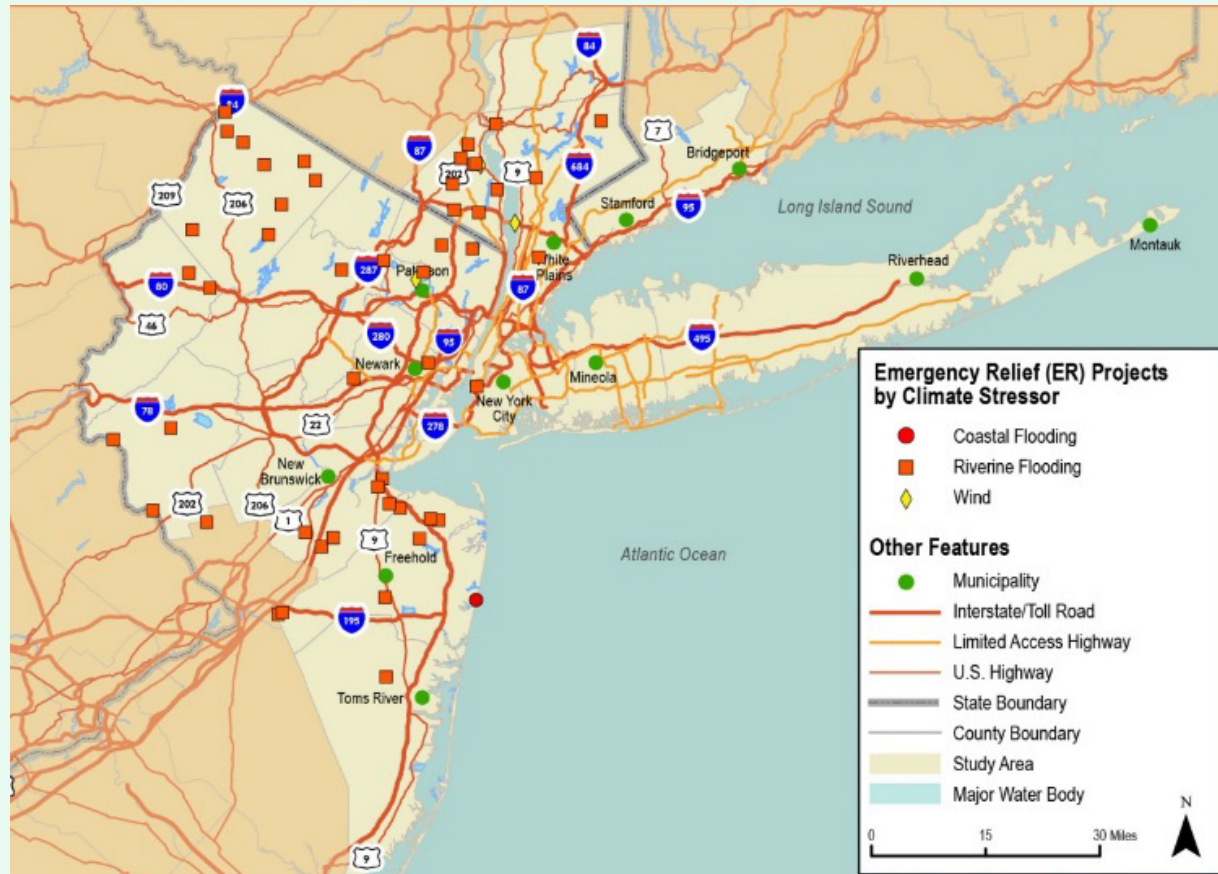 84
84
87
7
202
9
684
Bridgeport
209
206
Stamford
95
Long Island Sound
Montauk
White
Plains
Riverhead
287
80
87
46
280
95
495
Newark
Mineola
New York
City
78
22
278
New
Brunswick
202
206
1
9
Freehold
Atlantic Ocean
195
Toms River
9
Emergency Relief (ER) Projects
by Climate Stressor
Coastal Flooding
Riverine Flooding
Wind
Other Features
Municipality
Interstate/Toll Road
Limited Access Highway
U.S. Highway
State Boundary
County Boundary
Study Area
Major Water Body
N
0 15 30 Miles